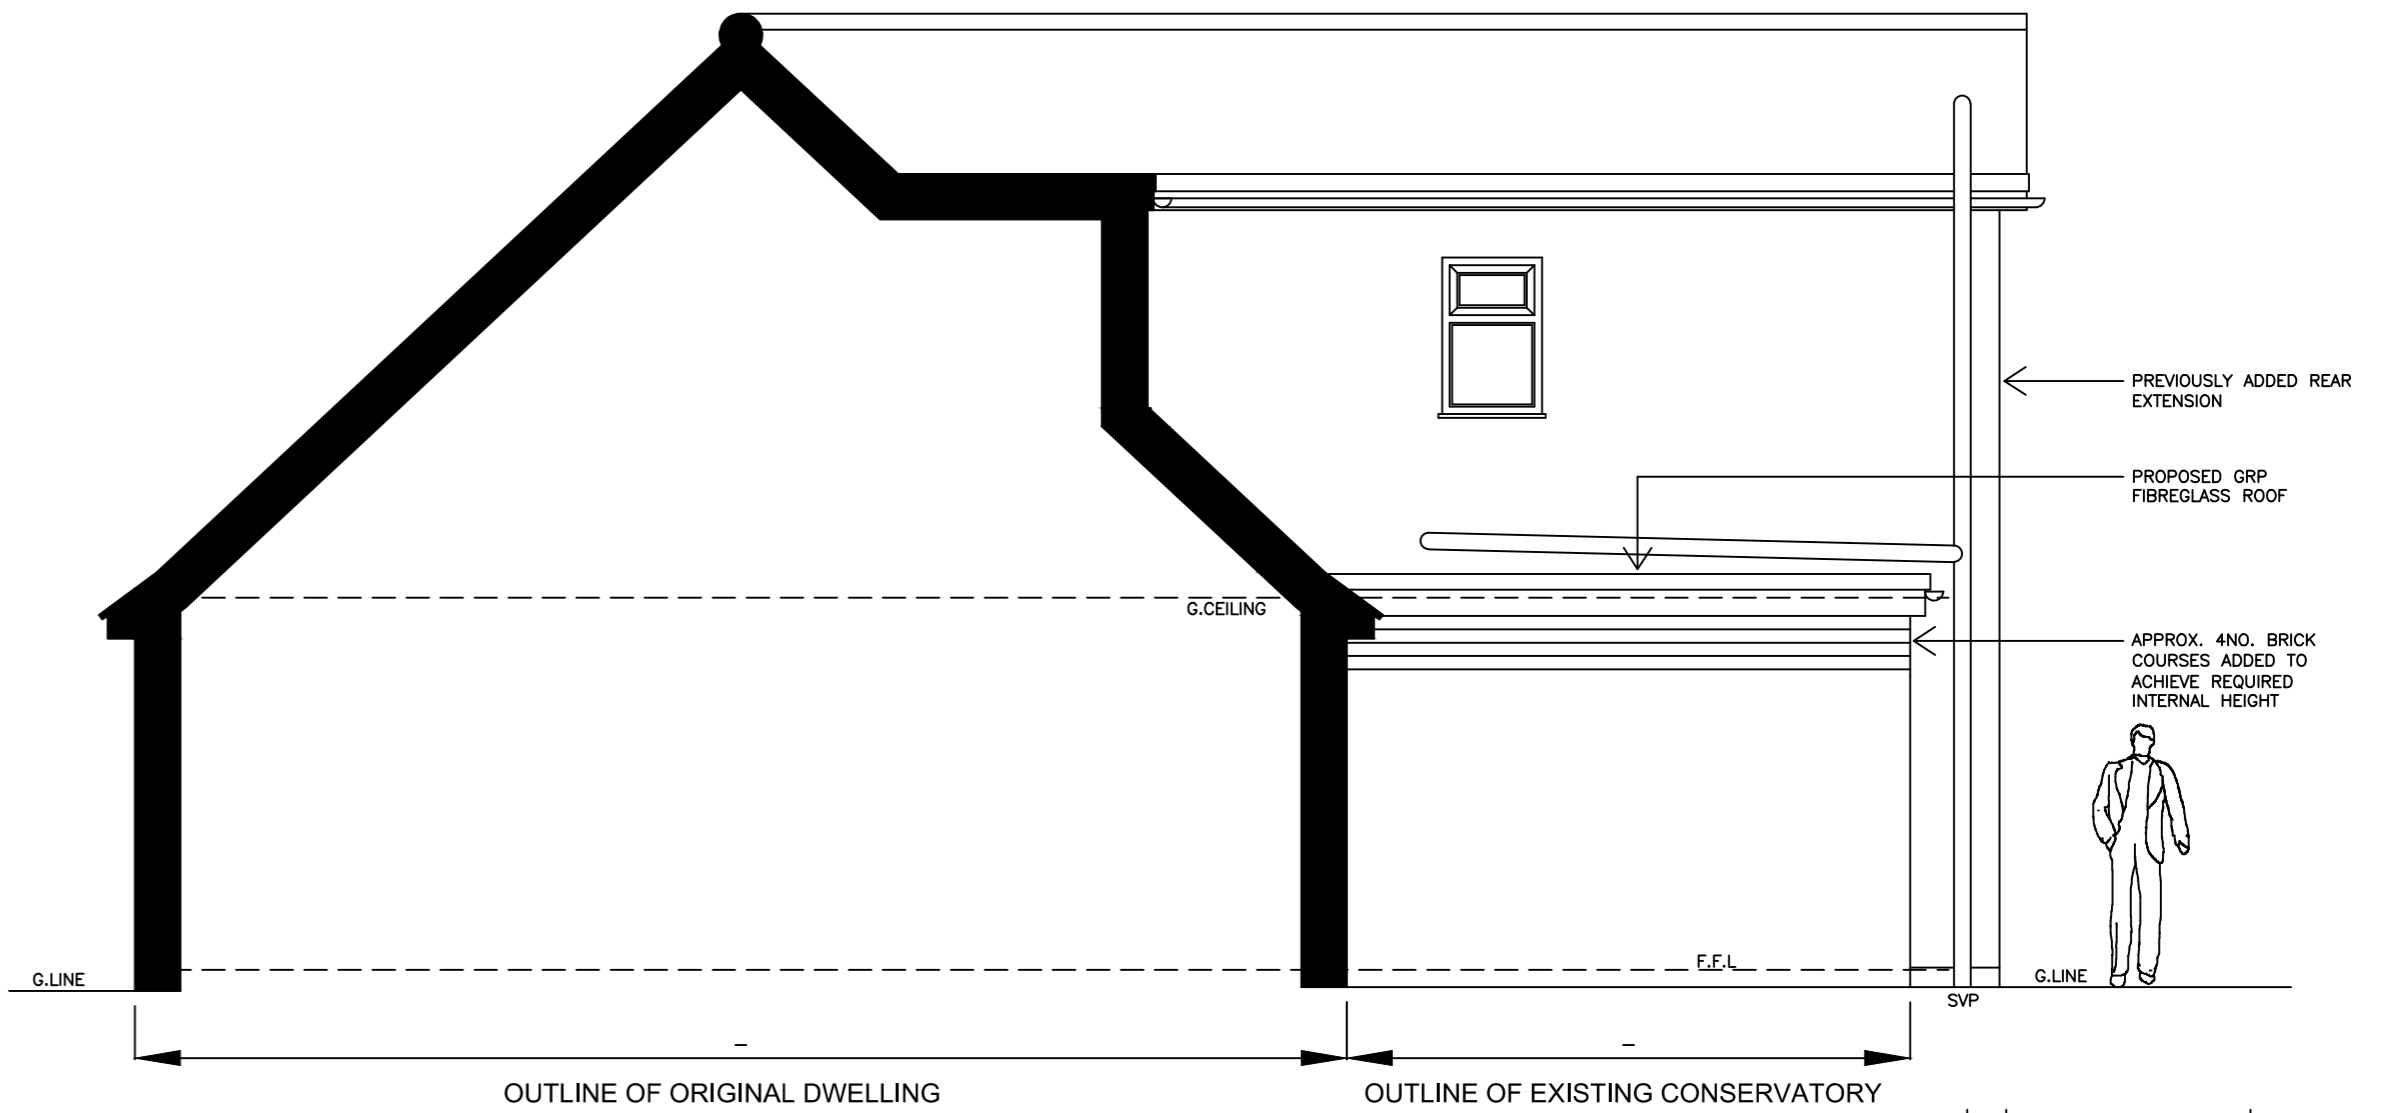 PREVIOUSLY ADDED REAR
EXTENSION
PROPOSED GRP
FIBREGLASS ROOF
G.CEILING
APPROX. 4NO. BRICK
COURSES ADDED TO
ACHIEVE REQUIRED
INTERNAL HEIGHT
F.F.L
G.LINE
G.LINE
SVP
–
–
OUTLINE OF ORIGINAL DWELLING
OUTLINE OF EXISTING CONSERVATORY